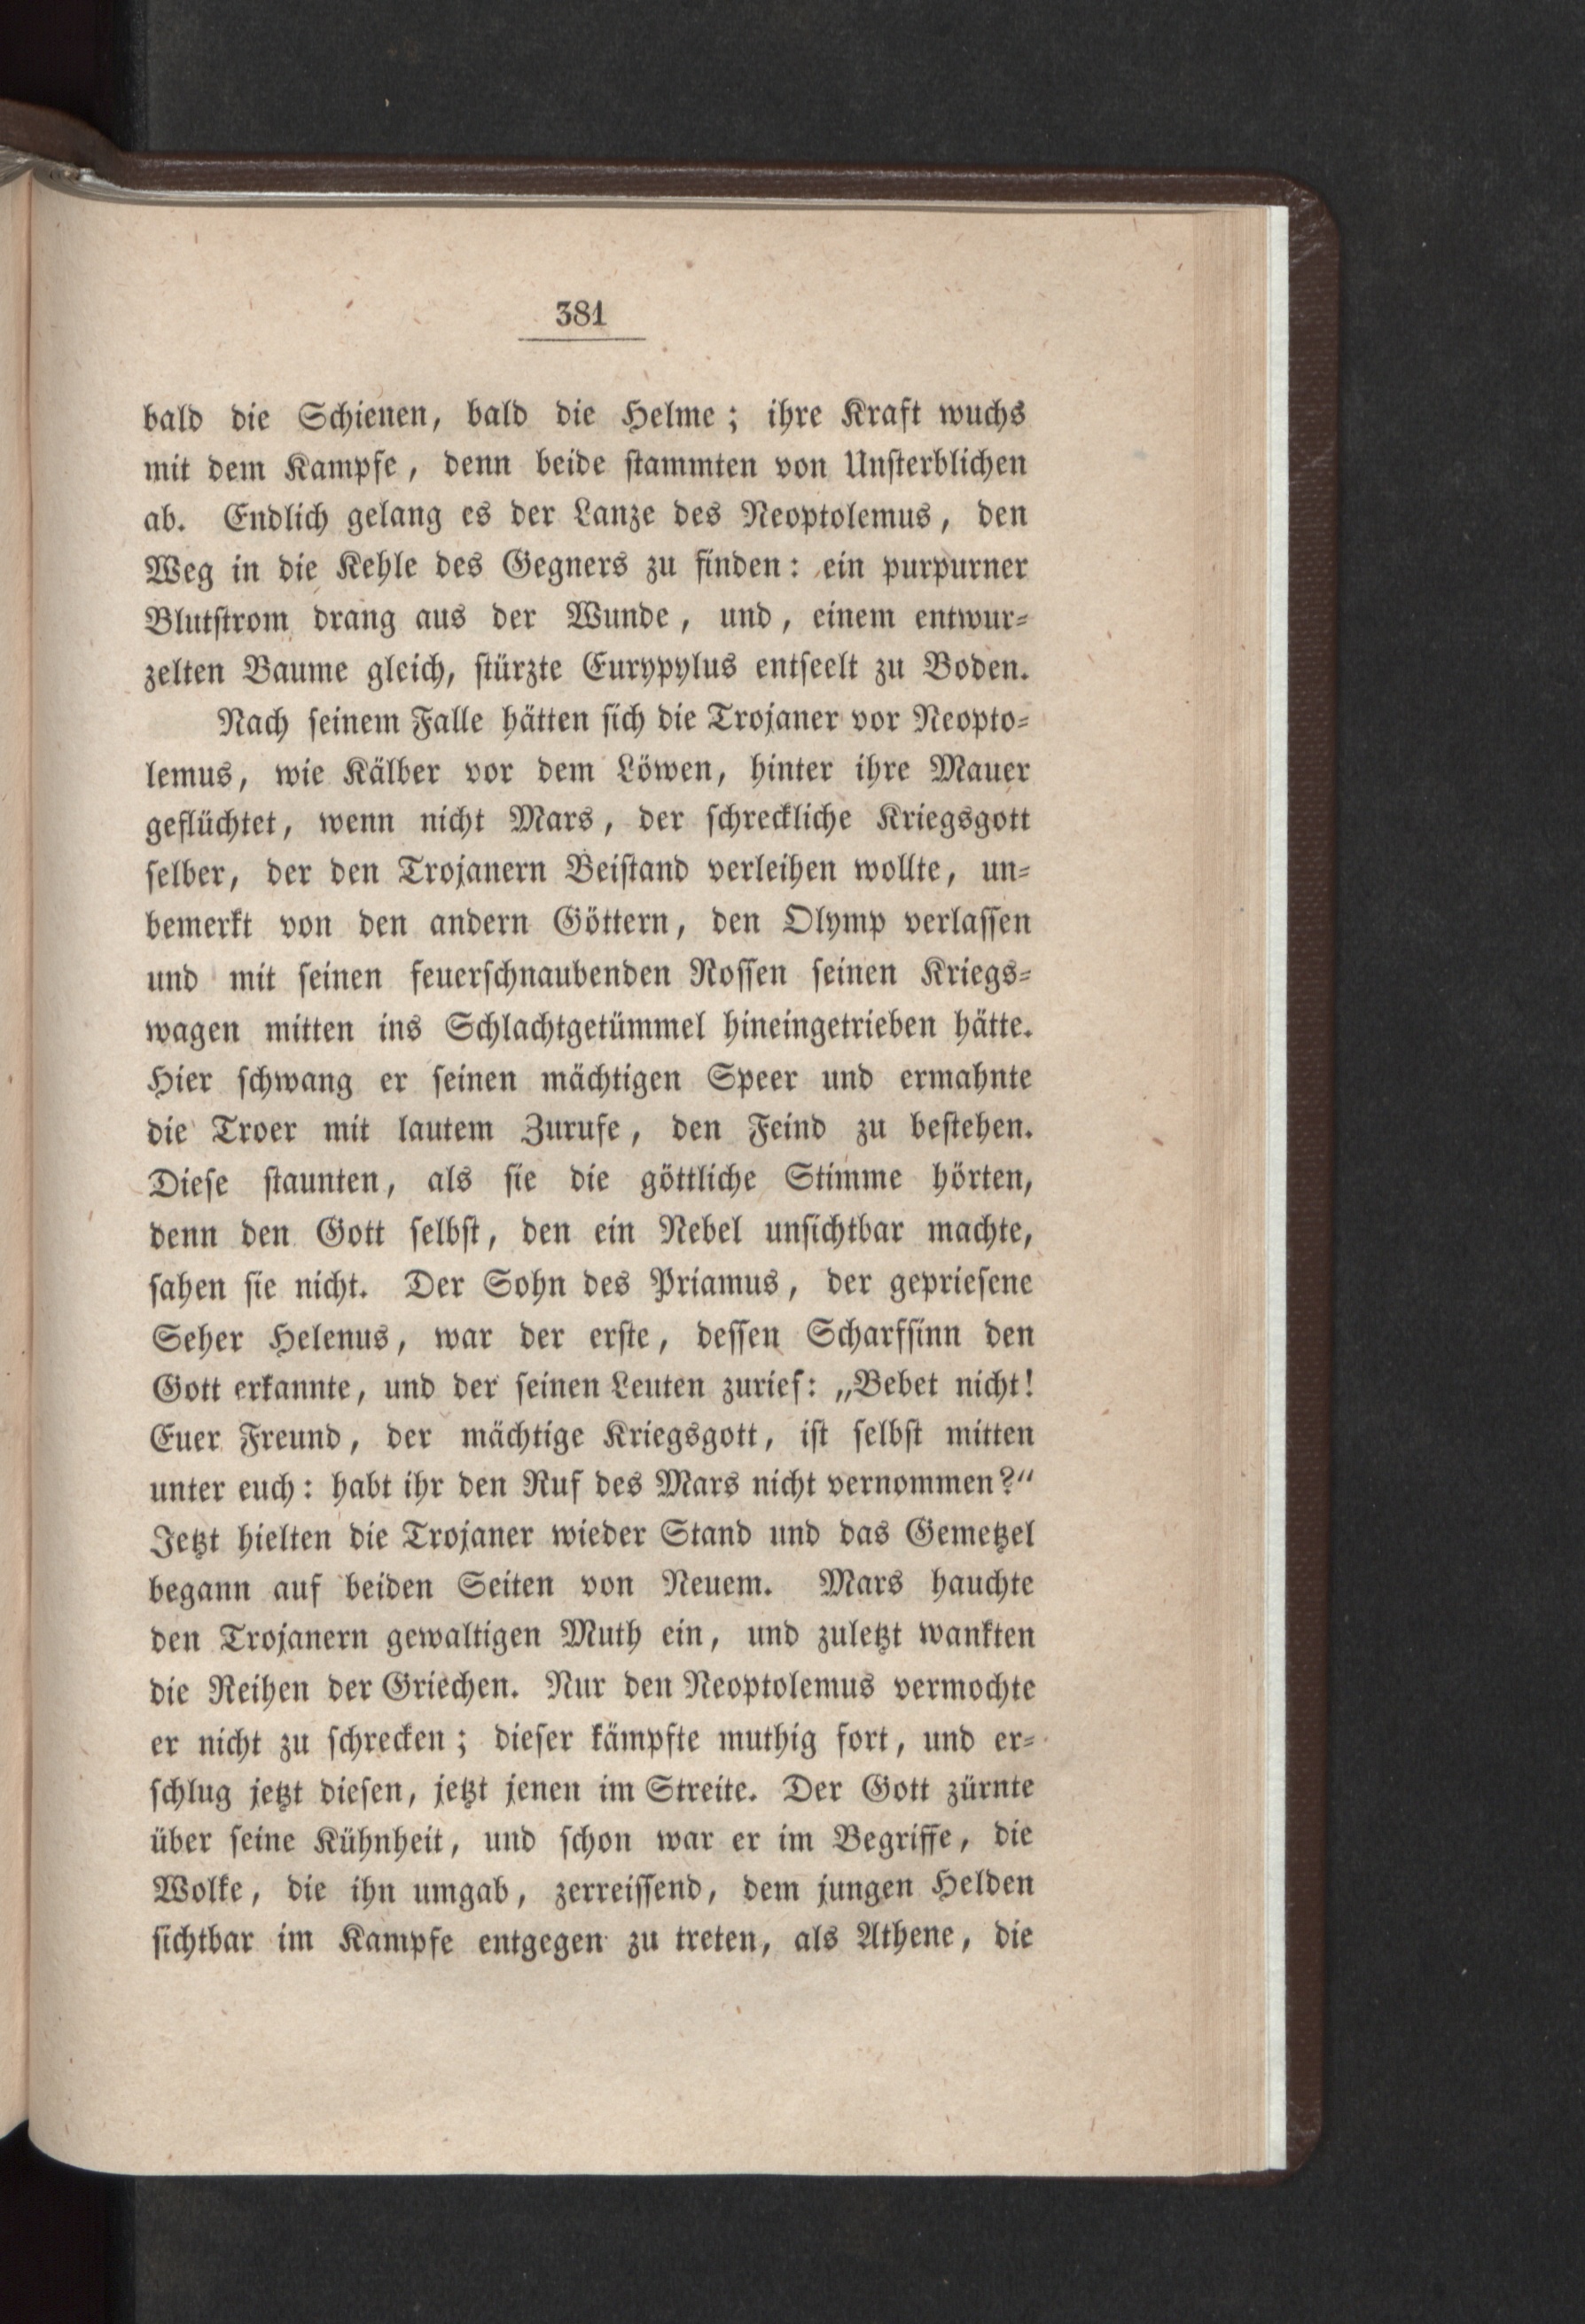 381
bald die Schienen, bald die Helme; ihre Kraft wuchs
mit dem Kampfe, denn beide stammten von Unsterblichen
ab. Endlich gelang es der Lanze des Neoptolemus, den
Weg in die Kehle des Gegners zu finden: ein purpurner
Blutstrom drang aus der Wunde, und, einem entwur-
zelten Baume gleich, stürzte Eurypylus entseelt zu Boden.
Nach seinem Falle hätten sich die Trojaner vor Neopto-
lemus, wie Kälber vor dem Löwen, hinter ihre Mauer
geflüchtet, wenn nicht Mars, der schreckliche Kriegsgott
selber, der den Trojanern Beistand verleihen wollte, un-
bemerkt von den andern Göttern, den Olymp verlassen
und mit seinen feuerschnaubenden Rossen seinen Kriegs-
wagen mitten ins Schlachtgetümmel hineingetrieben hätte.
Hier schwang er seinen mächtigen Speer und ermahnte
die Troer mit lautem Zurufe, den Feind zu bestehen.
Diese staunten, als sie die göttliche Stimme hörten,
denn den Gott selbst, den ein Nebel unsichtbar machte,
sahen sie nicht. Der Sohn des Priamus, der gepriesene
Seher Helenus, war der erste, dessen Scharfsinn den
Gott erkannte, und der seinen Leuten zurief: „Bebet nicht!
Euer Freund, der mächtige Kriegsgott, ist selbst mitten
unter euch: habt ihr den Ruf des Mars nicht vernommen?“
Jetzt hielten die Trojaner wieder Stand und das Gemetzel
begann auf beiden Seiten von Neuem. Mars hauchte
den Trojanern gewaltigen Muth ein, und zuletzt wankten
die Reihen der Griechen. Nur den Neoptolemus vermochte
er nicht zu schrecken; dieser kämpfte muthig fort, und er-
schlug jetzt diesen, jetzt jenen im Streite. Der Gott zürnte
über seine Kühnheit, und schon war er im Begriffe, die
Wolke, die ihn umgab, zerreissend, dem jungen Helden
sichtbar im Kampfe entgegen zu treten, als Athene, die